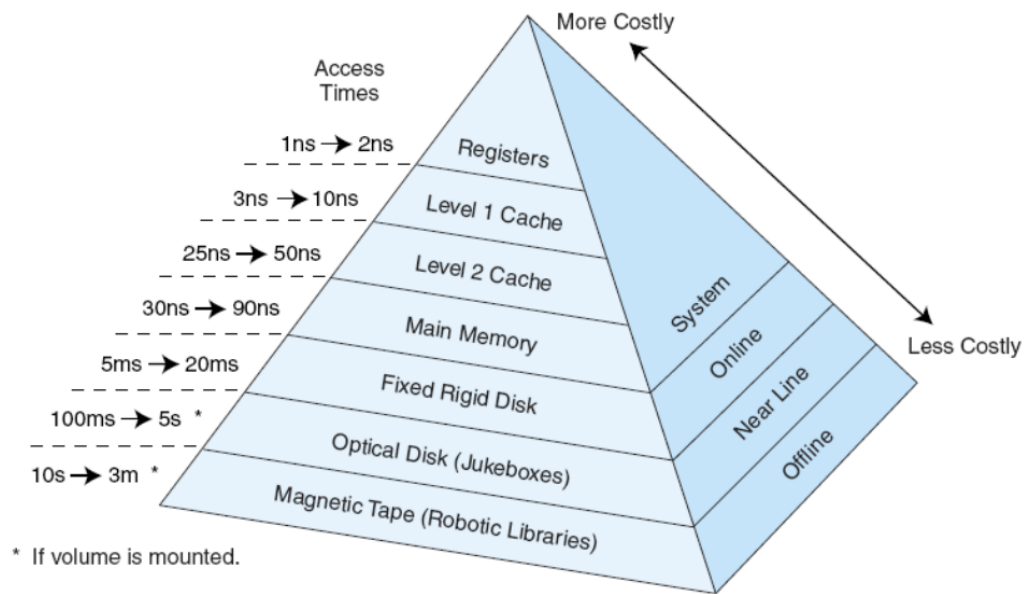 More Costly
Access
Times
1ns → 2ns
Registers
3ns → 10ns
Level 1 Cache
25ns → 50ns
Level 2 Cache
System
30ns → 90ns
Main Memory
Online
Less Costly
5ms → 20ms
Fixed Rigid Disk
Near Line
100ms → 5s *
Optical Disk (Jukeboxes)
Offline
10s → 3m *
Magnetic Tape (Robotic Libraries)
* If volume is mounted.